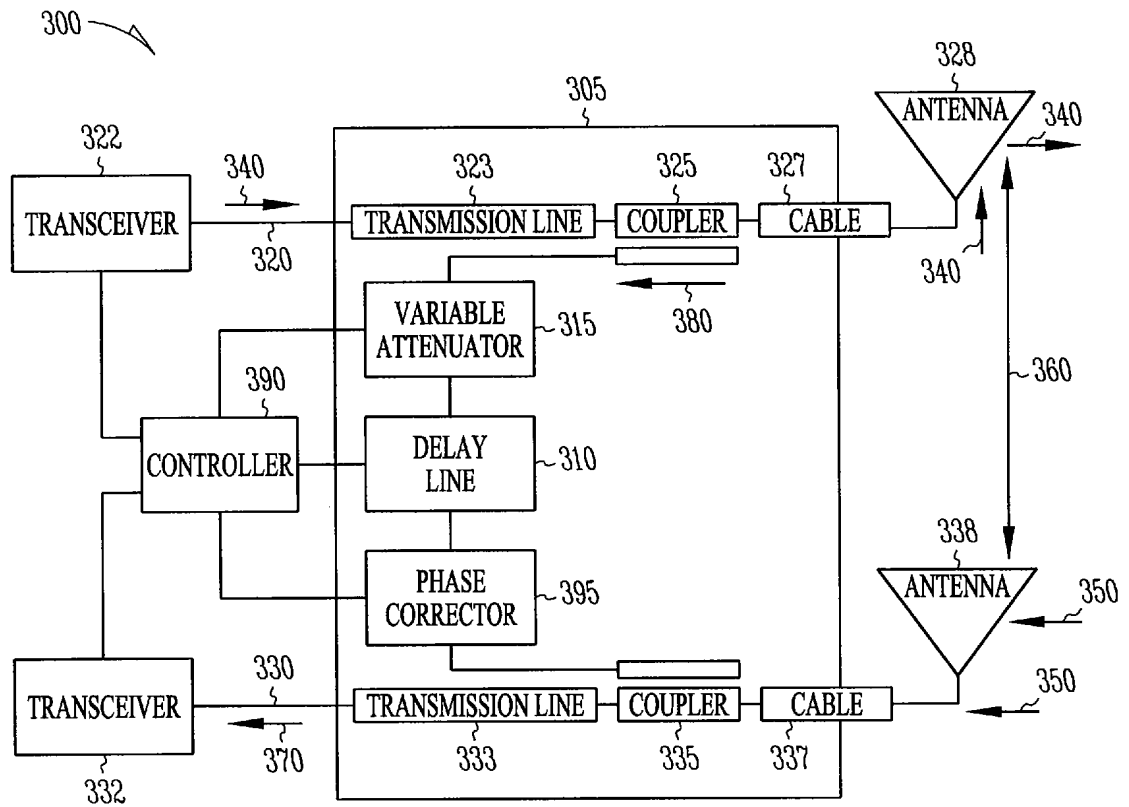 300
305
328
ANTENNA
340
322
340
323
325
327
TRANSCEIVER
TRANSMISSION LINE
COUPLER
CABLE
320
340
380
VARIABLE
ATTENUATOR
315
360
390
CONTROLLER
DELAY
LINE
310
338
ANTENNA
PHASE
CORRECTOR
395
350
330
350
TRANSCEIVER
TRANSMISSION LINE
COUPLER
CABLE
370
333
335
337
332